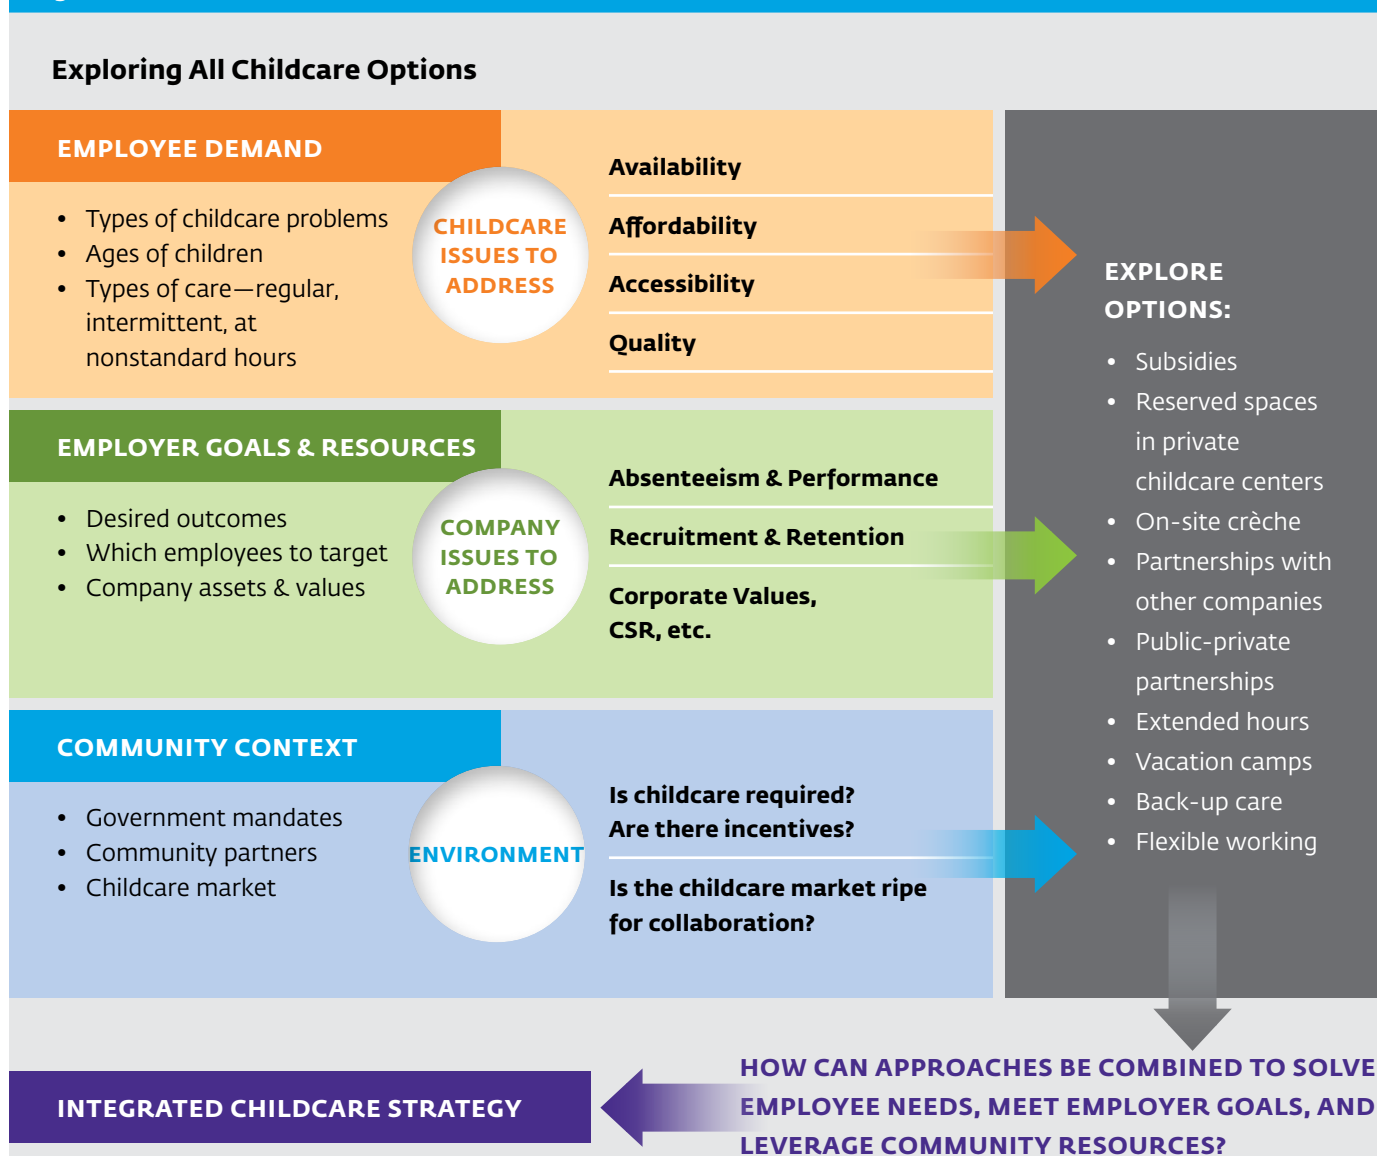 Exploring All Childcare Options
EMPLOYEE DEMAND
• Types of childcare problems
• Ages of children
• Types of care—regular,
intermittent, at
nonstandard hours
CHILDCARE
ISSUES TO
ADDRESS
Availability
Affordability
Accessibility
Quality
EMPLOYER GOALS & RESOURCES
• Desired outcomes
• Which employees to target
• Company assets & values
COMPANY
ISSUES TO
ADDRESS
Absenteeism & Performance
Recruitment & Retention
Corporate Values,
CSR, etc.
COMMUNITY CONTEXT
• Government mandates
• Community partners
• Childcare market
ENVIRONMENT
Is childcare required?
Are there incentives?
Is the childcare market ripe
for collaboration?
EXPLORE
OPTIONS:
• Subsidies
• Reserved spaces
in private
childcare centers
• On-site crèche
• Partnerships with
other companies
• Public-private
partnerships
• Extended hours
• Vacation camps
• Back-up care
• Flexible working
HOW CAN APPROACHES BE COMBINED TO SOLVE
EMPLOYEE NEEDS, MEET EMPLOYER GOALS, AND
LEVERAGE COMMUNITY RESOURCES?
INTEGRATED CHILDCARE STRATEGY